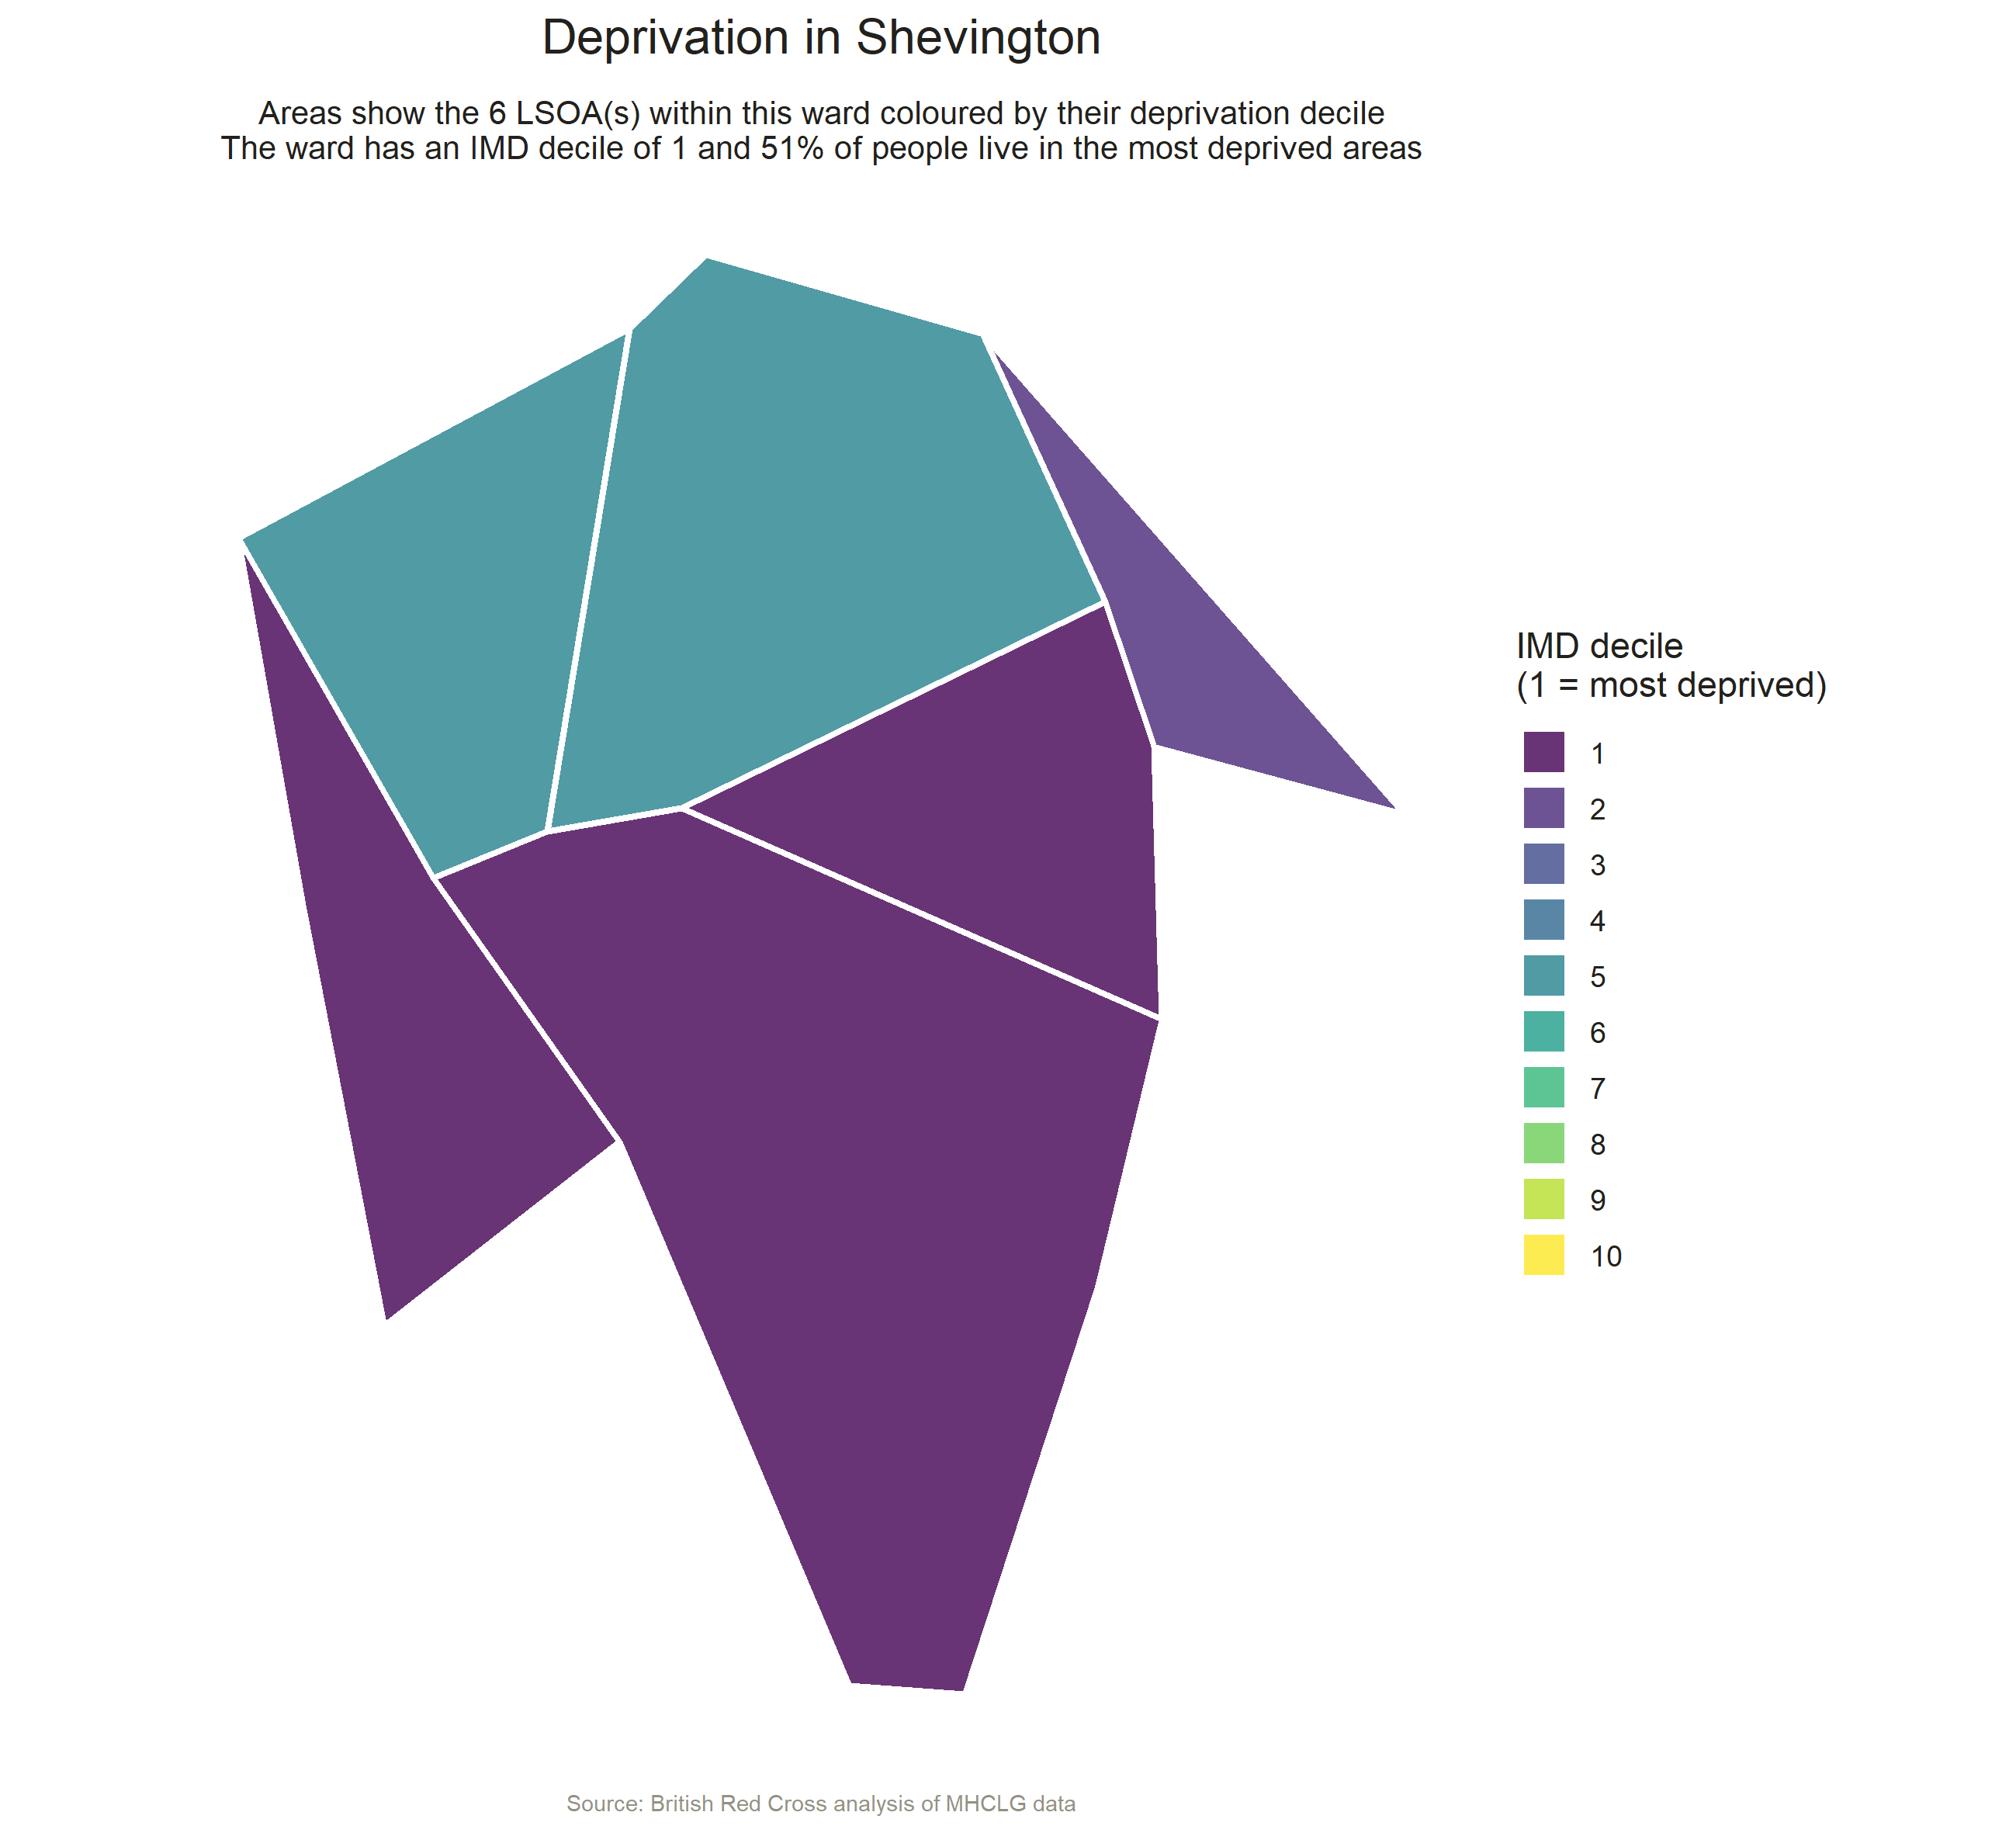 Deprivation in Shevington
Areas show the 6 LSOA(s) within this ward coloured by their deprivation decile
The ward has an IMD decile of 1 and 51% of people live in the most deprived areas
IMD decile
(1 = most deprived)
1
2
3
4
5
6
7
8
9
10
Source: British Red Cross analysis of MHCLG data